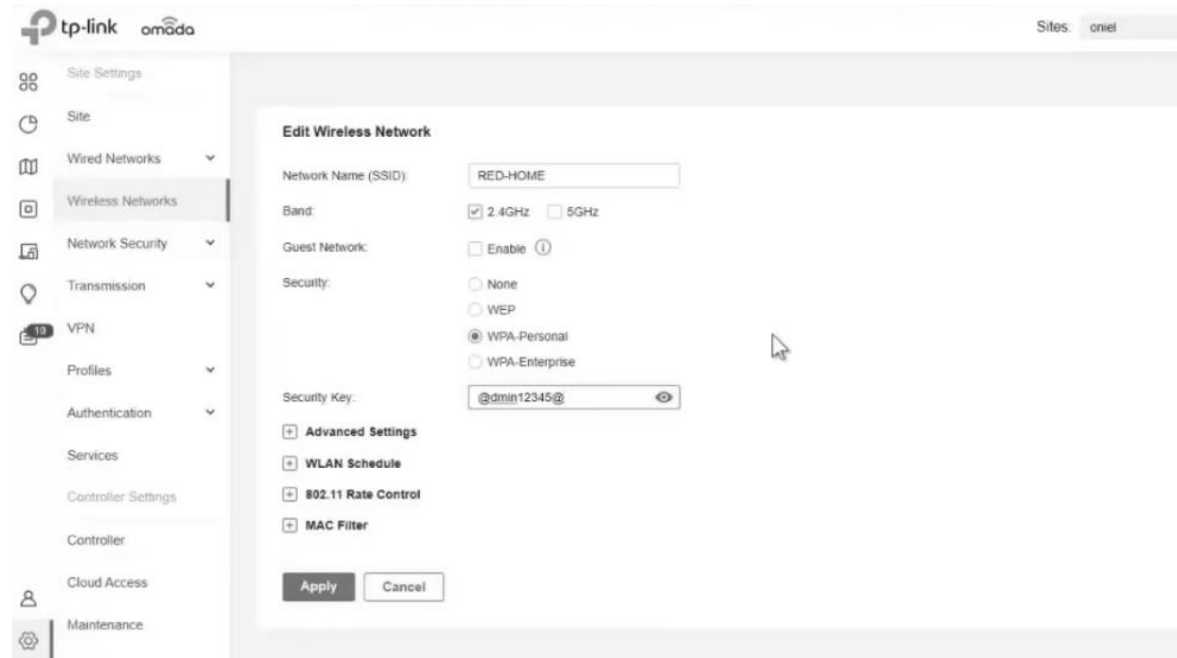 tp-link omada
Sites: oniel
Site Settings
Site
Wired Networks
Wireless Networks
Network Security
Transmission
10
VPN
Profiles
Authentication
Services
Controller Settings
Controller
Cloud Access
Maintenance
Edit Wireless Network
Network Name (SSID): RED-HOME
Band: 2.4GHz 5GHz
Guest Network: Enable
Security: None
WEP
WPA-Personal
WPA-Enterprise
Security Key: @dmin12345@
Advanced Settings
WLAN Schedule
802.11 Rate Control
MAC Filter
Apply Cancel